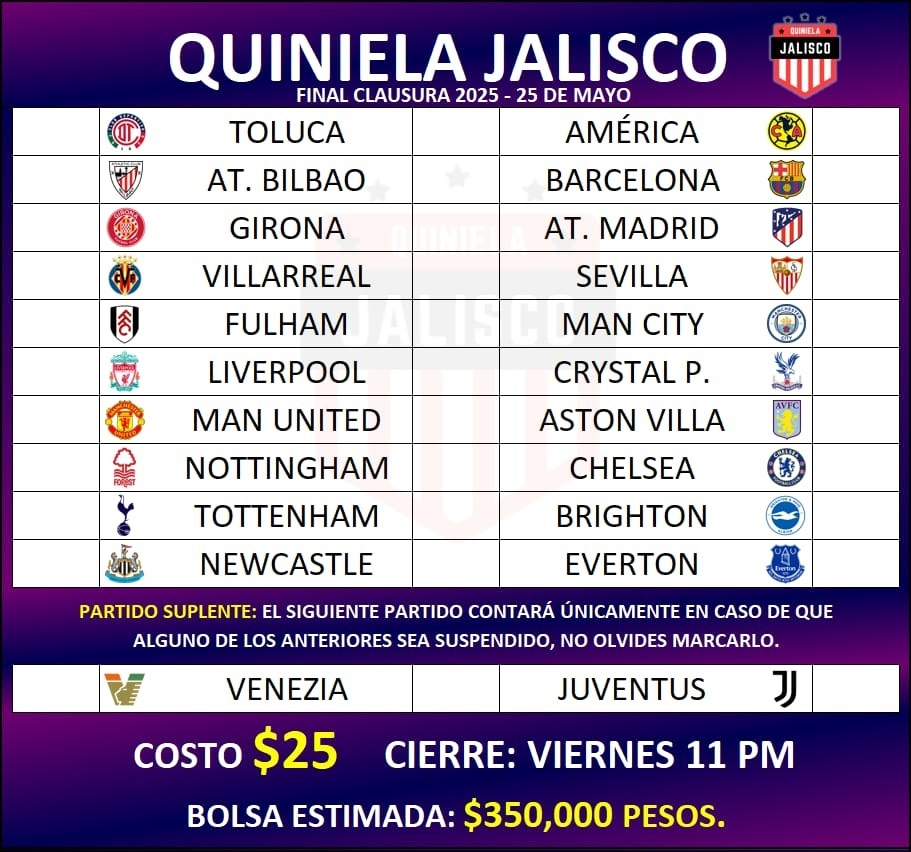 QUINIELA JALISCO
QUINIELA
JALISCO
FINAL CLAUSURA 2025 - 25 DE MAYO
TOLUCA AMÉRICA
AT. BILBAO BARCELONA
GIRONA AT. MADRID
VILLARREAL SEVILLA
FULHAM MAN CITY
LIVERPOOL CRYSTAL P.
MAN UNITED ASTON VILLA
NOTTINGHAM CHELSEA
TOTTENHAM BRIGHTON
NEWCASTLE EVERTON
QUINIELA
JALISCO
PARTIDO SUPLENTE: EL SIGUIENTE PARTIDO CONTARÁ ÚNICAMENTE EN CASO DE QUE
ALGUNO DE LOS ANTERIORES SEA SUSPENDIDO, NO OLVIDES MARCARLO.
VENEZIA JUVENTUS
COSTO $25 CIERRE: VIERNES 11 PM
BOLSA ESTIMADA: $350,000 PESOS.